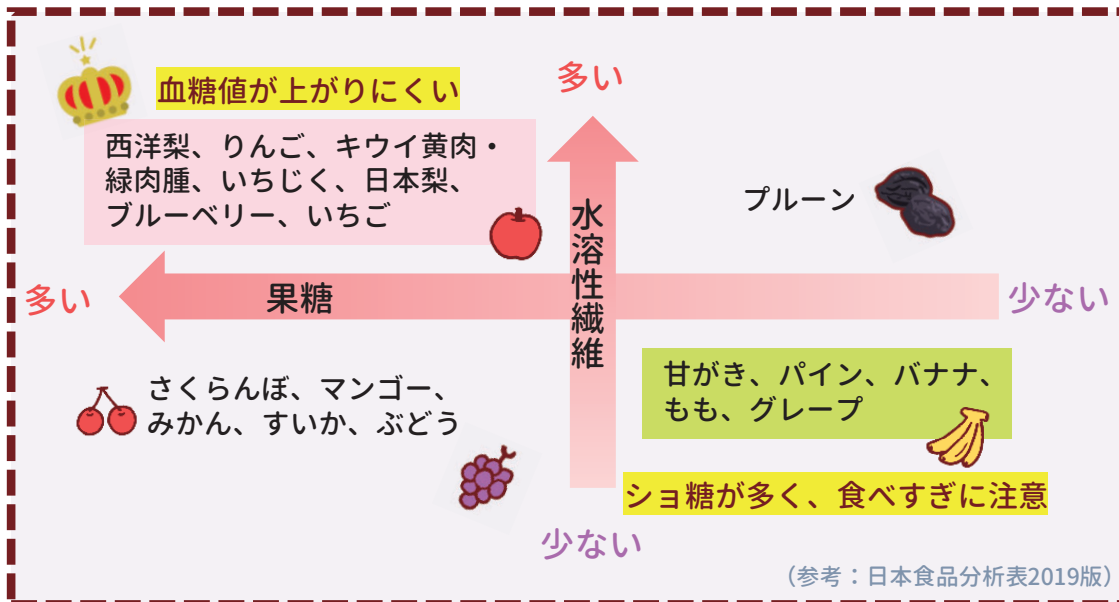 血糖値が上がりにくい
多い
西洋梨、りんご、キウイ黄肉・
緑肉腫、いちじく、日本梨、
ブルーベリー、いちご
プルーン
水溶性繊維
多い
果糖
少ない
さくらんぼ、マンゴー、
みかん、すいか、ぶどう
甘がき、パイン、バナナ、
もも、グレープ
ショ糖が多く、食べすぎに注意
少ない
（参考：日本食品分析表2019版）